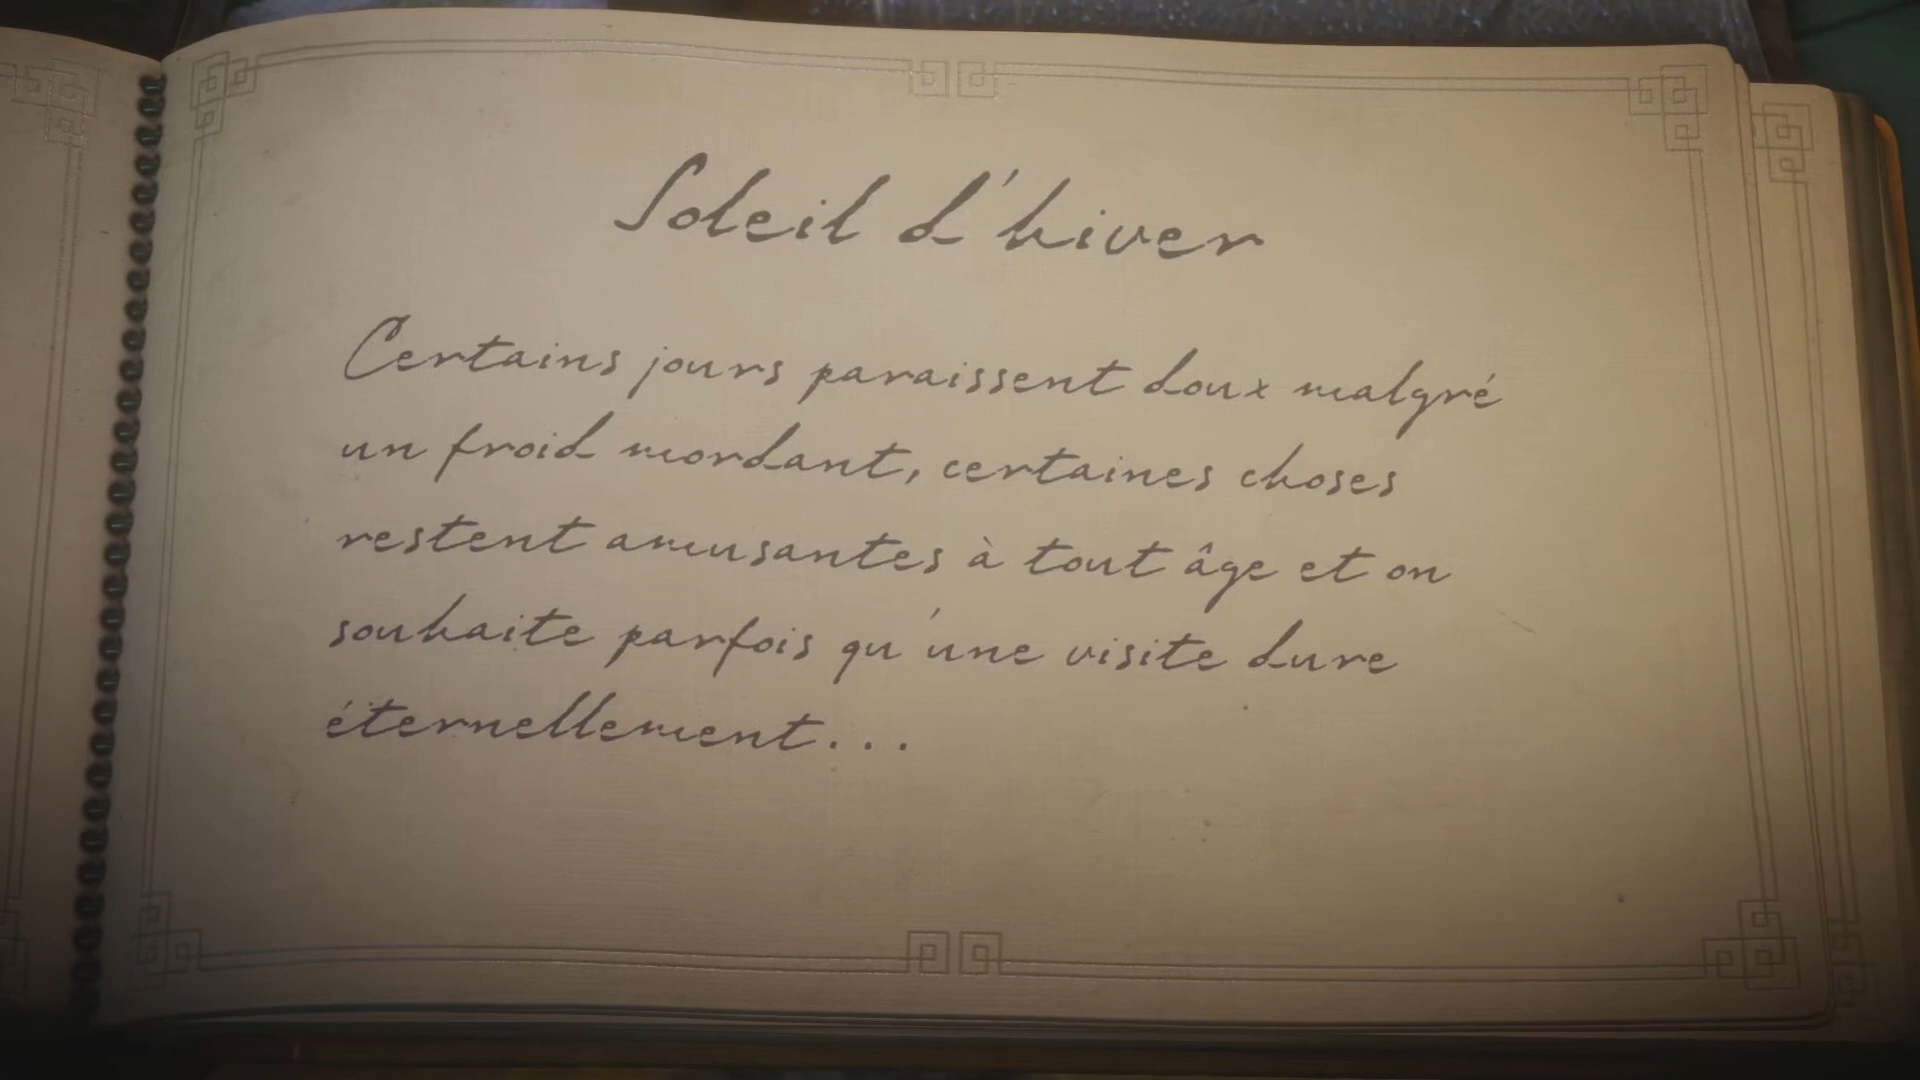 Soleil d'hiver
Certains jours paraissent doux malgré
un froid mordant, certaines choses
restent amusantes à tout âge et on
souhaite parfois qu'une visite dure
éternellement...